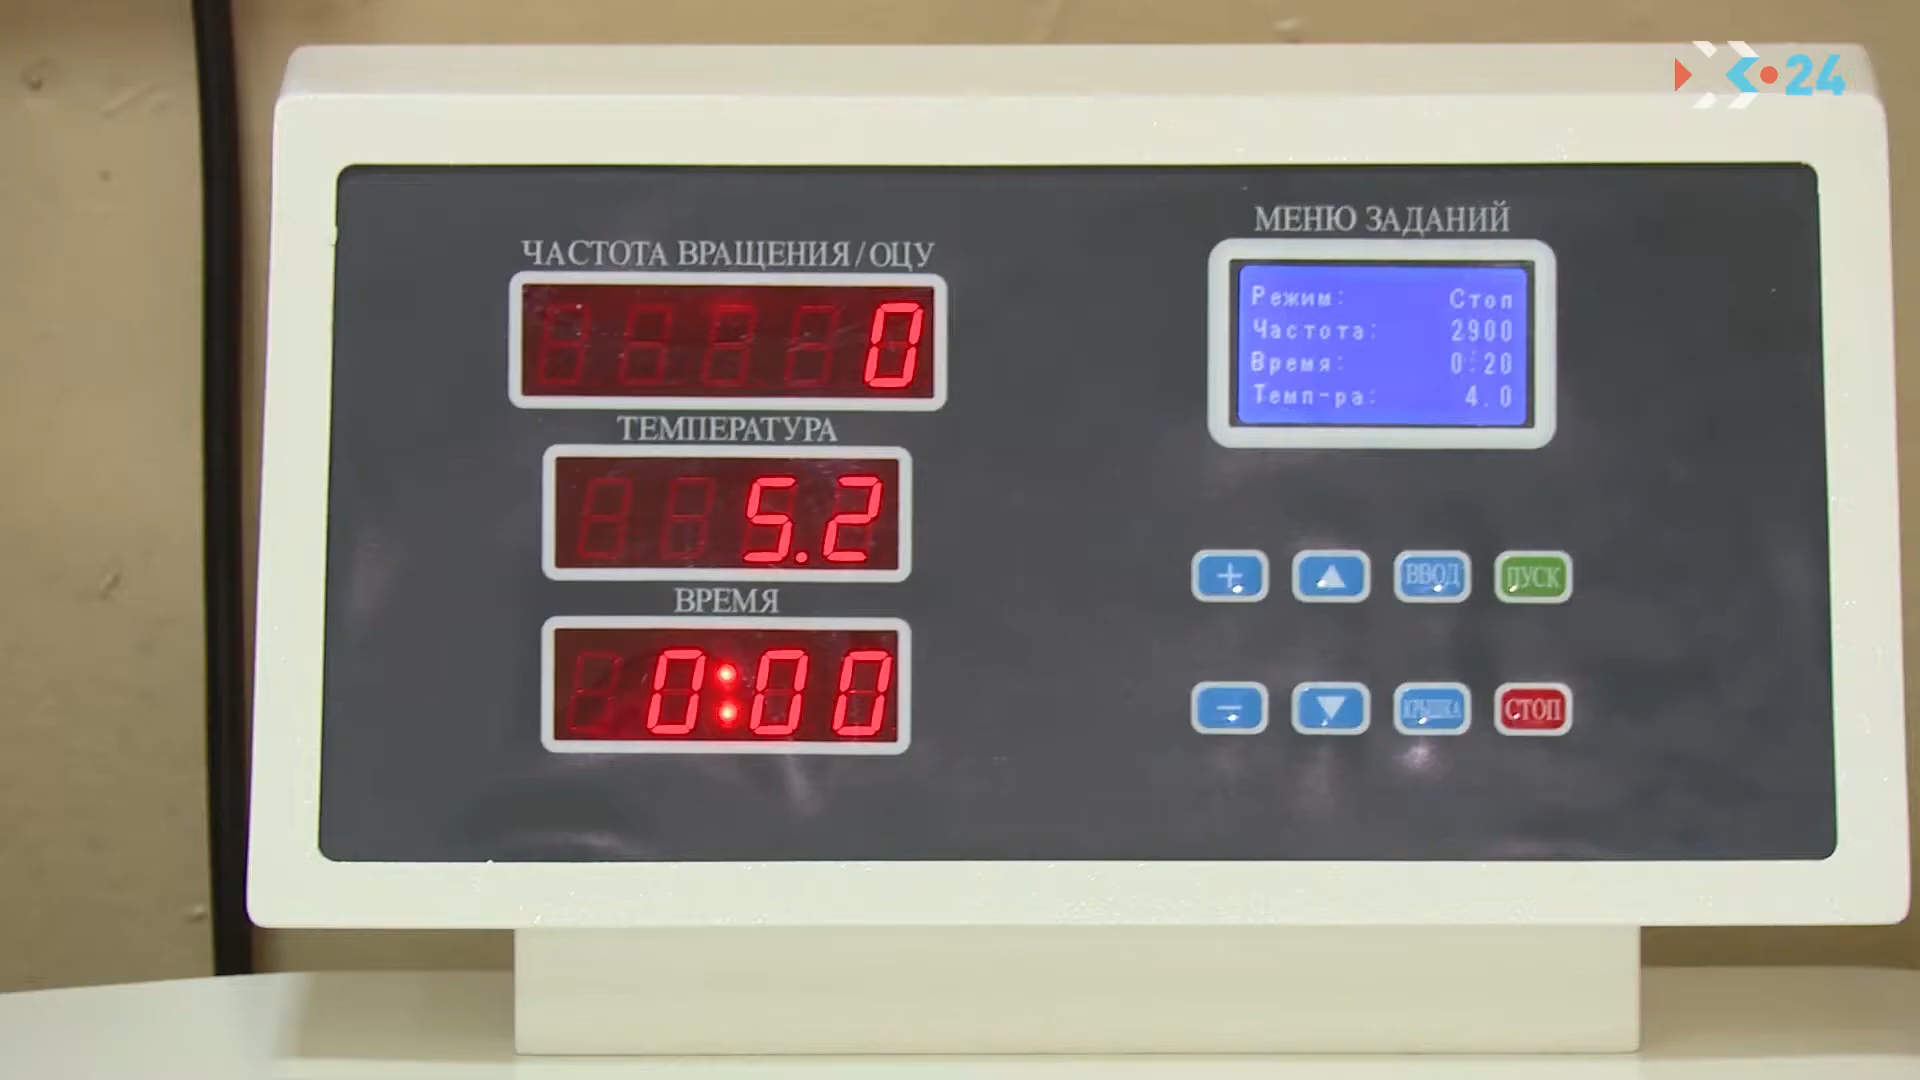 24
ЧАСТОТА ВРАЩЕНИЯ/ОЦУ
0
ТЕМПЕРАТУРА
5.2
ВРЕМЯ
0:00
МЕНЮ ЗАДАНИЙ
Режим: Стоп
Частота: 2900
Время: 0:20
Темп-ра: 4.0
+ ▲ ВВОД ПУСК
− ▼ КРЫШКА СТОП